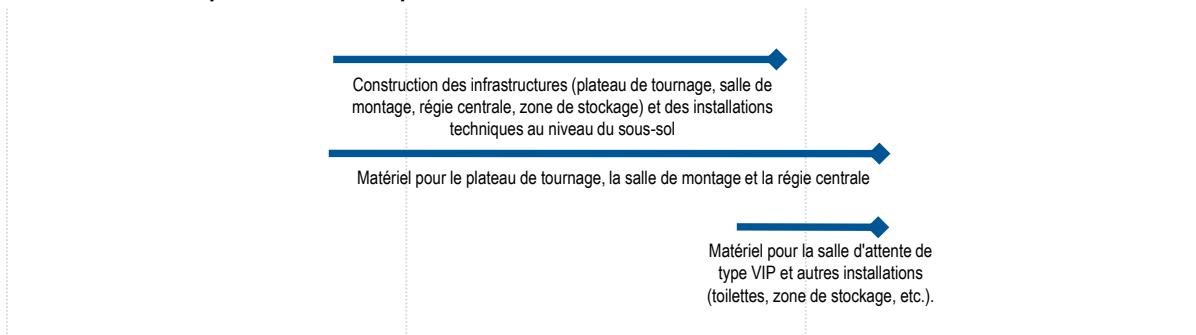 Construction des infrastructures (plateau de tournage, salle de
montage, régie centrale, zone de stockage) et des installations
techniques au niveau du sous-sol
Matériel pour le plateau de tournage, la salle de montage et la régie centrale
Matériel pour la salle d'attente de
type VIP et autres installations
(toilettes, zone de stockage, etc.).